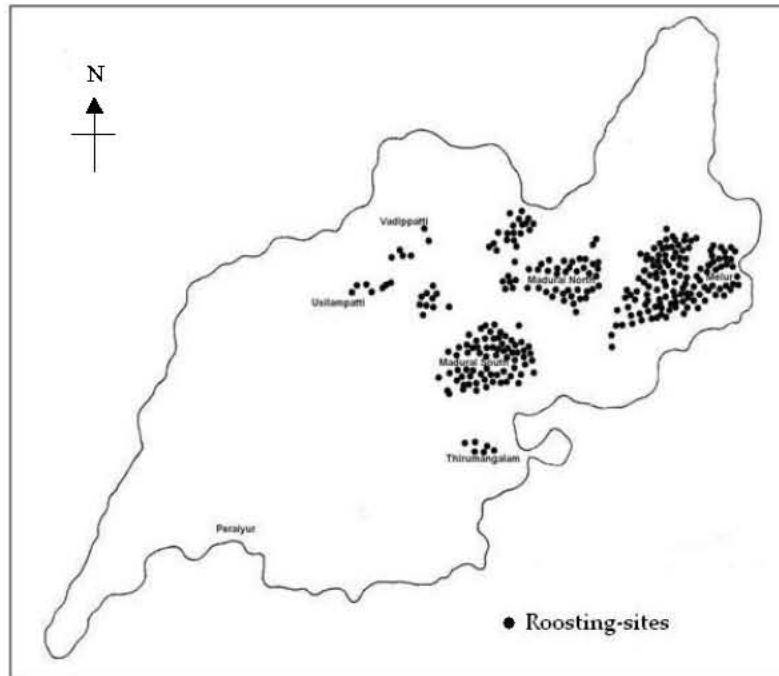 N
Vadippatti
Madurai North
Melur
Usilampatti
Madurai South
Thirumangalam
Peraiyur
Roosting-sites